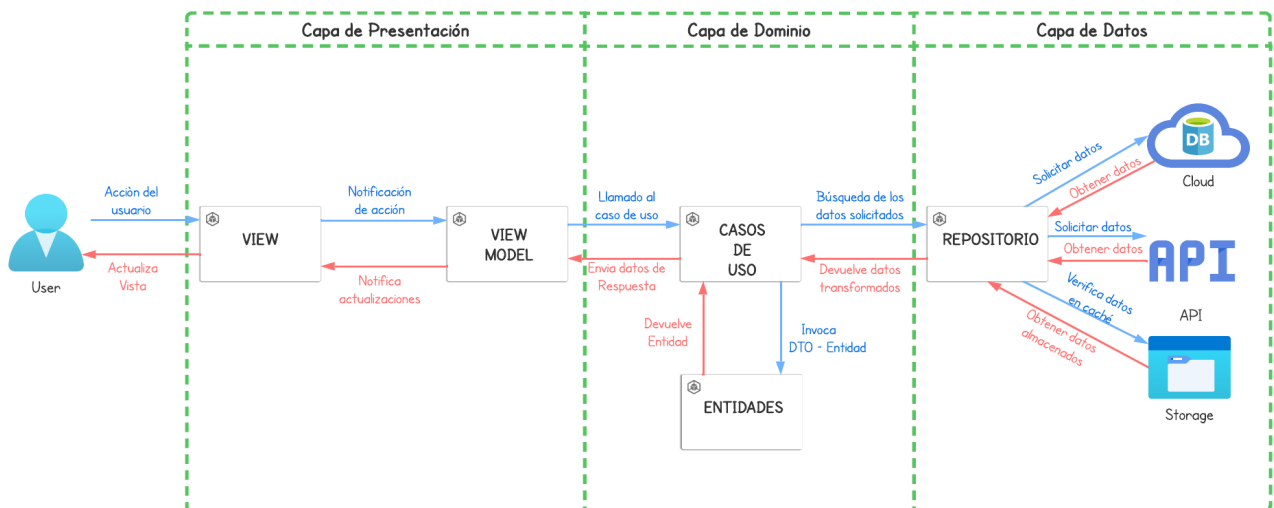 Capa de Presentación
Capa de Dominio
Capa de Datos
Acciòn del
usuario
Actualiza
Vista
User
VIEW
Notificación
de acción
Notifica
actualizaciones
VIEW
MODEL
Llamado al
caso de uso
Envia datos de
Respuesta
CASOS
DE
USO
Devuelve
Entidad
Invoca
DTO - Entidad
ENTIDADES
Búsqueda de los
datos solicitados
Devuelve datos
transformados
REPOSITORIO
Solicitar datos
Obtener datos
DB
Cloud
Solicitar datos
Obtener datos
API
API
Verifica datos
en caché
Obtener datos
almacenados
Storage